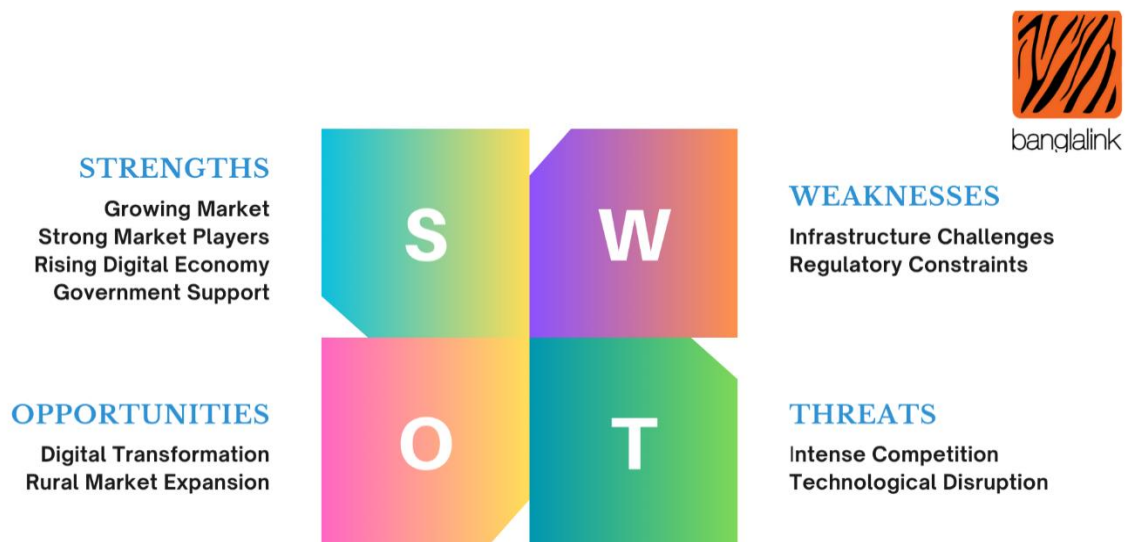 banglalink
STRENGTHS
Growing Market
Strong Market Players
Rising Digital Economy
Government Support
S
W
WEAKNESSES
Infrastructure Challenges
Regulatory Constraints
OPPORTUNITIES
Digital Transformation
Rural Market Expansion
O
T
THREATS
Intense Competition
Technological Disruption